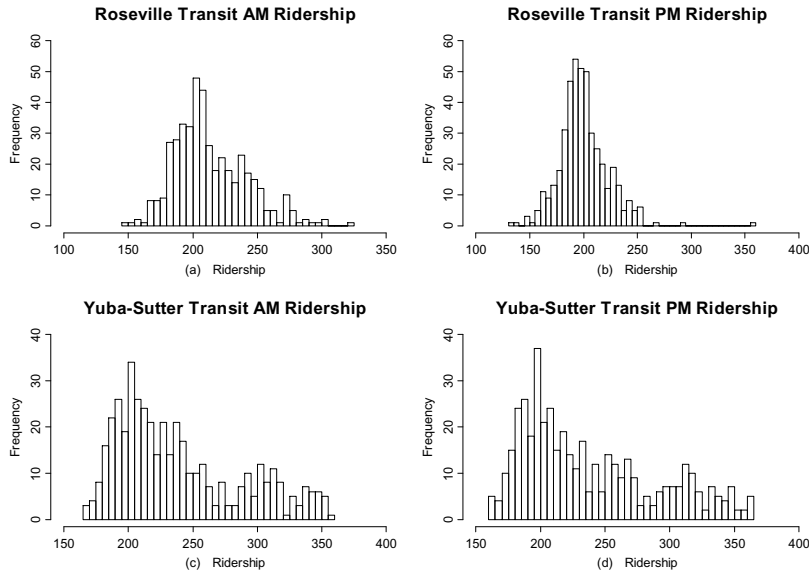 Roseville Transit AM Ridership
Frequency
60
50
40
30
20
10
0
100 150 200 250 300 350
(a) Ridership
Roseville Transit PM Ridership
Frequency
60
50
40
30
20
10
0
100 150 200 250 300 350 400
(b) Ridership
Yuba-Sutter Transit AM Ridership
Frequency
40
30
20
10
0
150 200 250 300 350 400
(c) Ridership
Yuba-Sutter Transit PM Ridership
Frequency
40
30
20
10
0
150 200 250 300 350 400
(d) Ridership